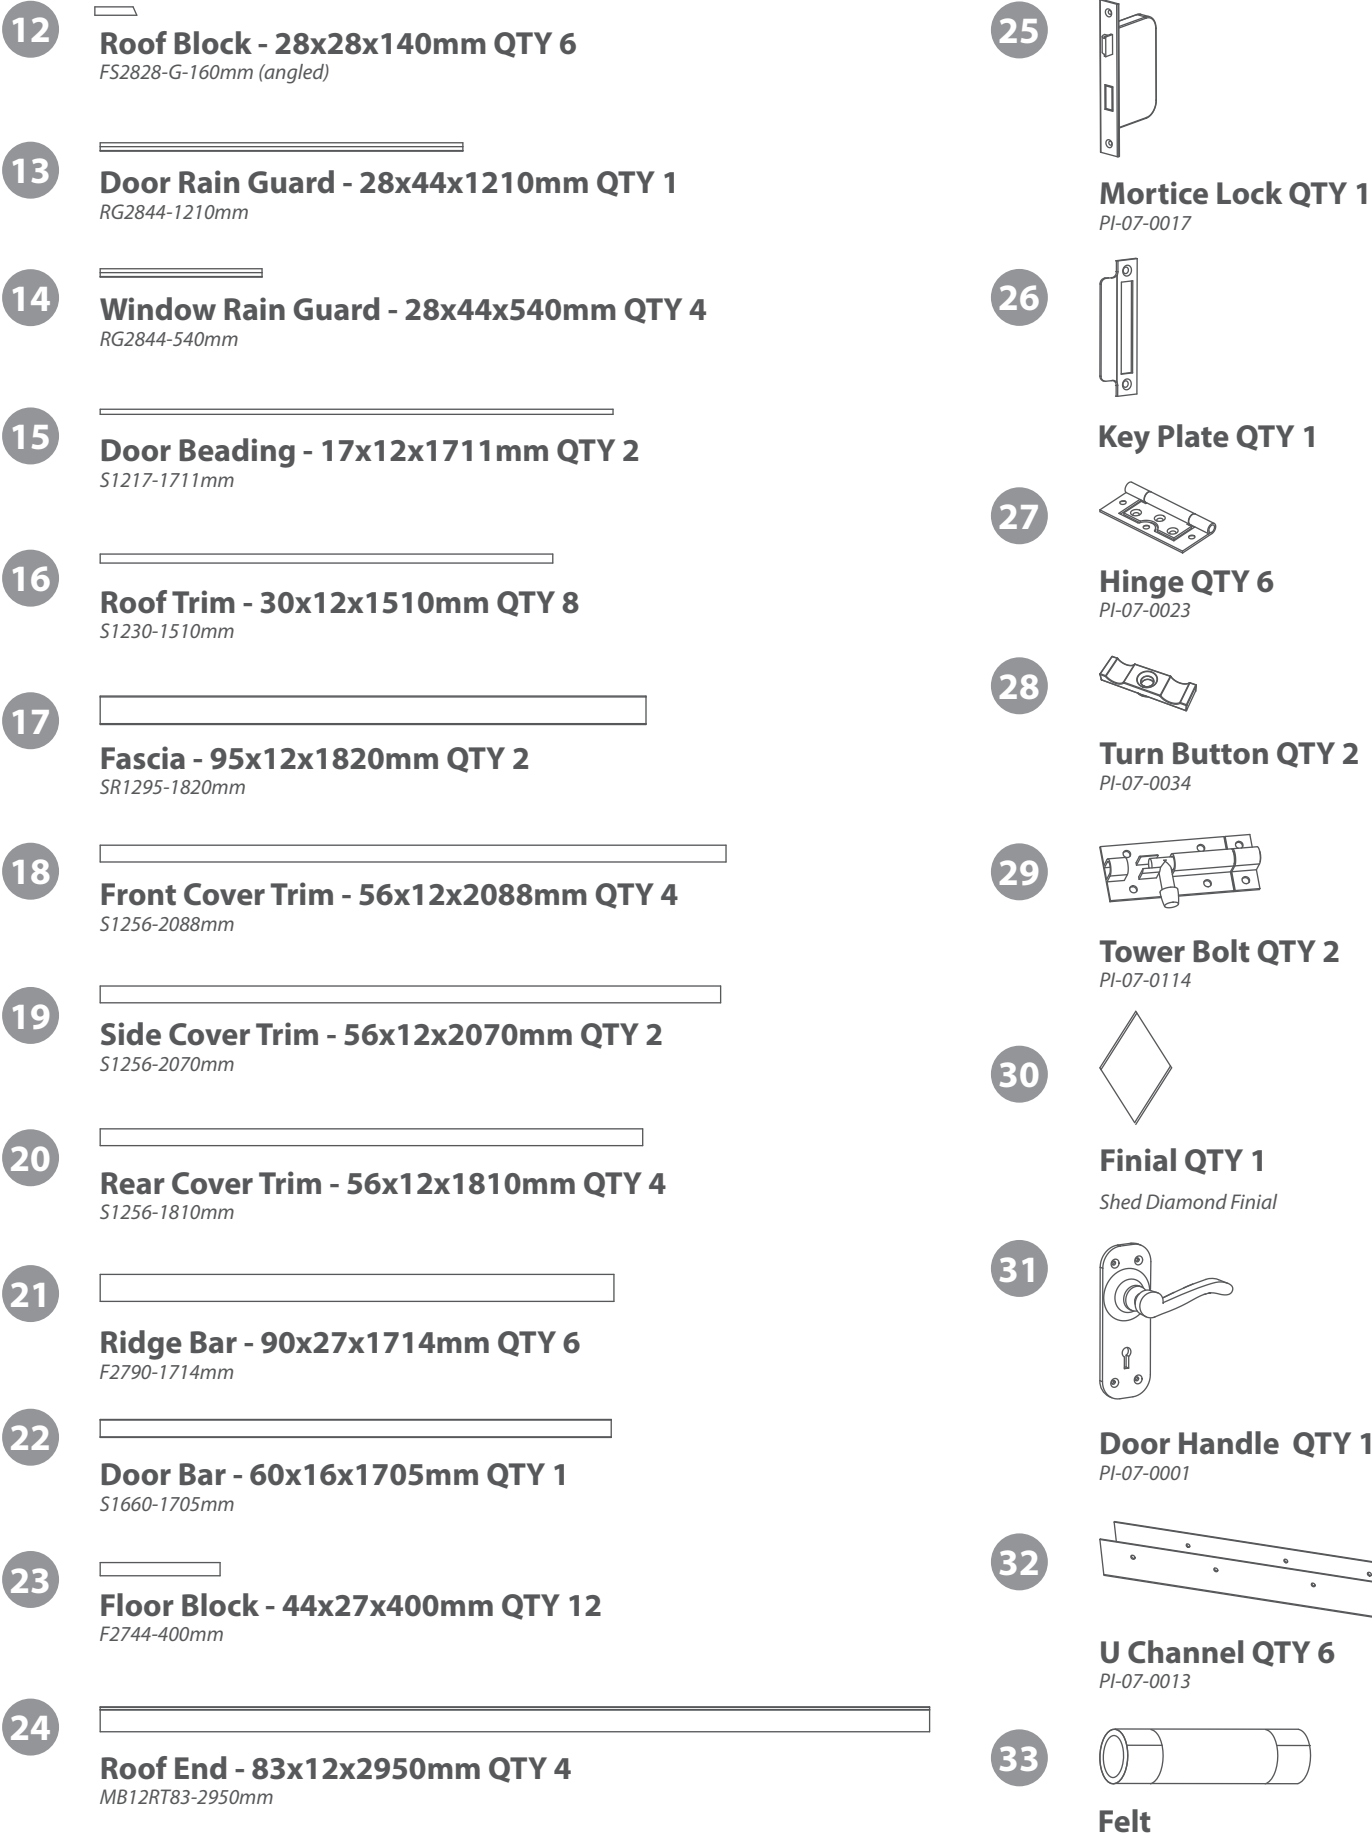 12
Roof Block - 28x28x140mm QTY 6
FS2828-G-160mm (angled)
13
Door Rain Guard - 28x44x1210mm QTY 1
RG2844-1210mm
14
Window Rain Guard - 28x44x540mm QTY 4
RG2844-540mm
15
Door Beading - 17x12x1711mm QTY 2
S1217-1711mm
16
Roof Trim - 30x12x1510mm QTY 8
S1230-1510mm
17
Fascia - 95x12x1820mm QTY 2
SR1295-1820mm
18
Front Cover Trim - 56x12x2088mm QTY 4
S1256-2088mm
19
Side Cover Trim - 56x12x2070mm QTY 2
S1256-2070mm
20
Rear Cover Trim - 56x12x1810mm QTY 4
S1256-1810mm
21
Ridge Bar - 90x27x1714mm QTY 6
F2790-1714mm
22
Door Bar - 60x16x1705mm QTY 1
S1660-1705mm
23
Floor Block - 44x27x400mm QTY 12
F2744-400mm
24
Roof End - 83x12x2950mm QTY 4
MB12RT83-2950mm
25
Mortice Lock QTY 1
PI-07-0017
26
Key Plate QTY 1
27
Hinge QTY 6
PI-07-0023
28
Turn Button QTY 2
PI-07-0034
29
Tower Bolt QTY 2
PI-07-0114
30
Finial QTY 1
Shed Diamond Finial
31
Door Handle QTY 1
PI-07-0001
32
U Channel QTY 6
PI-07-0013
33
Felt